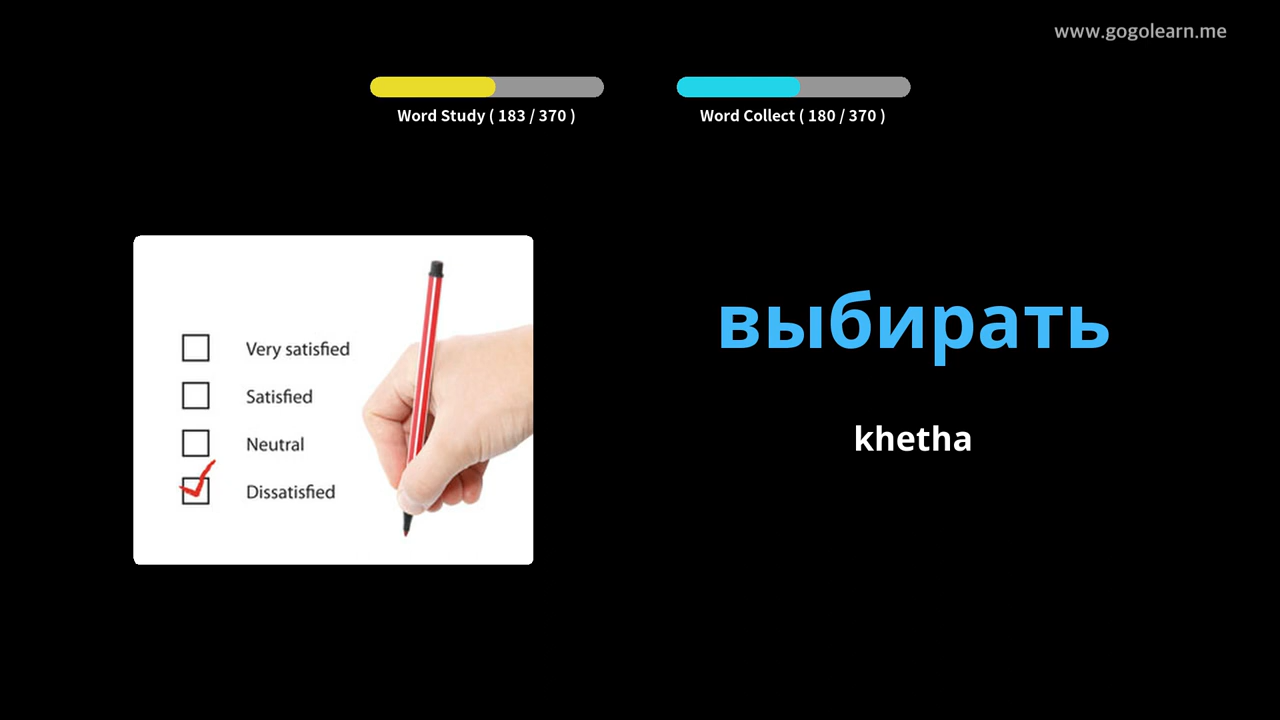 www.gogolearn.me
Word Study ( 183 / 370 )
Word Collect ( 180 / 370 )
Very satisfied
Satisfied
Neutral
Dissatisfied
выбирать
khetha